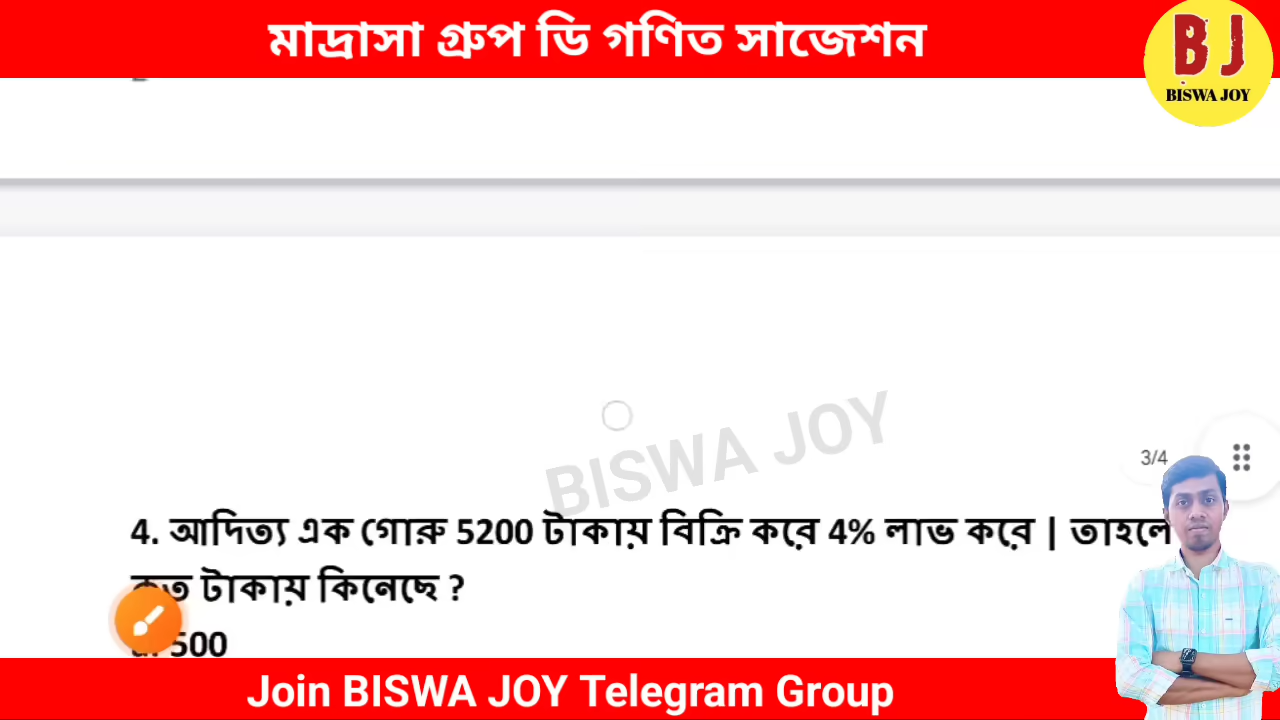 মাদ্রাসা গ্রুপ ডি গণিত সাজেশন
B J
BISWA JOY
BISWA JOY
3/4
4. আদিত্য এক গোরু 5200 টাকায় বিক্রি করে 4% লাভ করে | তাহলে
কত টাকায় কিনেছে ?
500
Join BISWA JOY Telegram Group